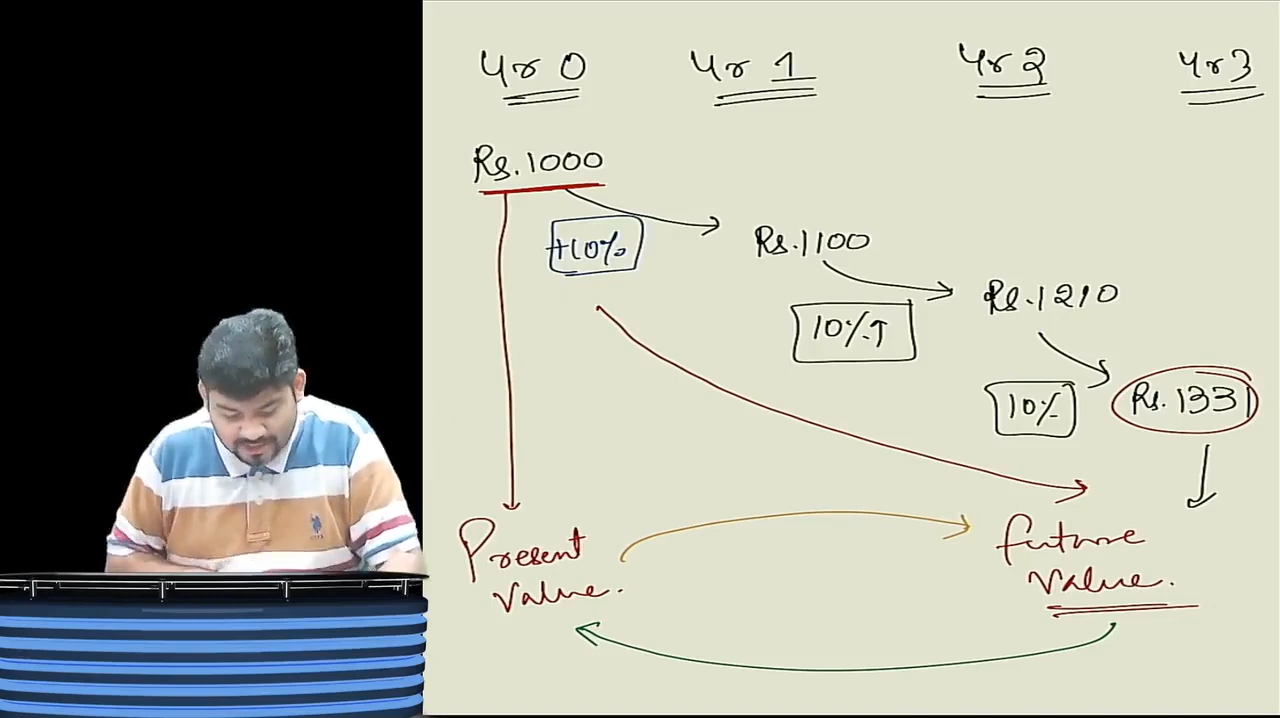 Yr 0 Yr 1 Yr 2 Yr 3
Rs.1000
+10% Rs.1100
10%↑ Rs.1210
10% Rs.1331
Present future
value. value.